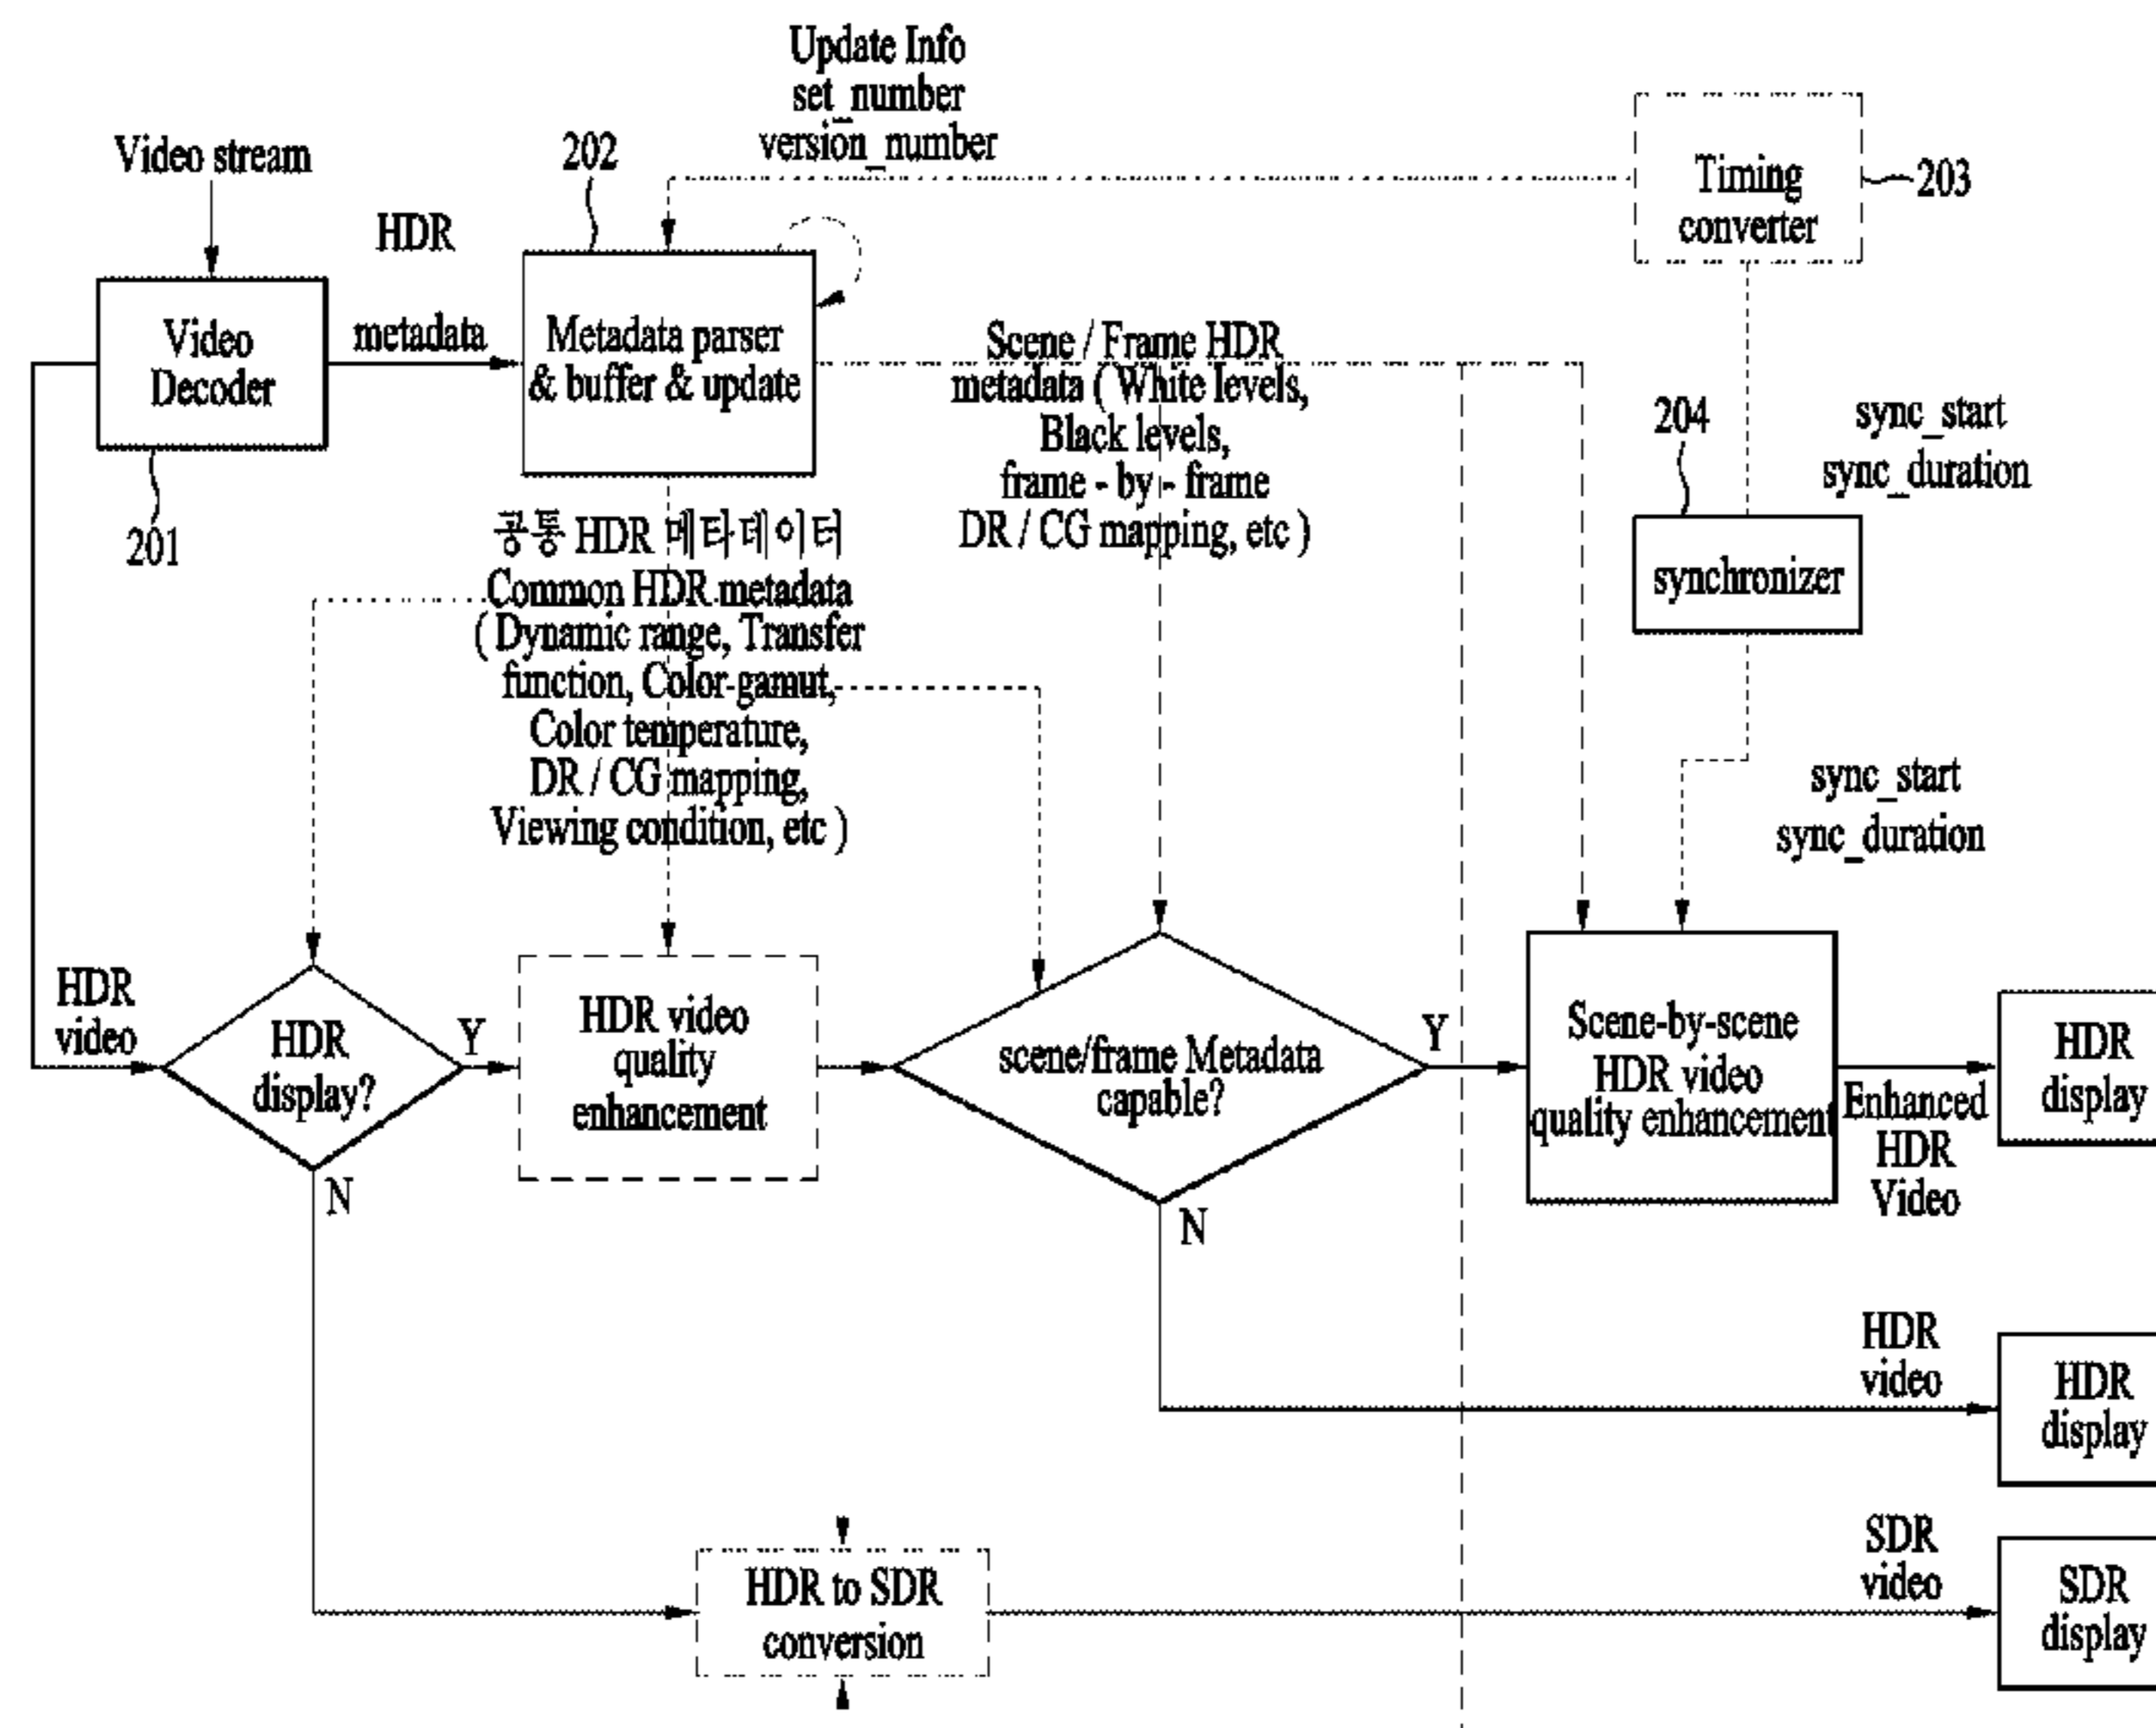 Update Info
set_number
version_number
Video stream
202
HDR
Timing
converter
203
Video
Decoder
metadata
Metadata parser
& buffer & update
201
Scene / Frame HDR
metadata ( White levels,
Black levels,
frame - by - frame
DR / CG mapping, etc )
204
sync_start
sync_duration
synchronizer
공통 HDR 메타데이터
Common HDR metadata
( Dynamic range, Transfer
function, Color gamut,
Color temperature,
DR / CG mapping,
Viewing condition, etc )
sync_start
sync_duration
HDR
video
HDR
display?
Y
N
HDR video
quality
enhancement
scene/frame Metadata
capable?
Y
N
Scene-by-scene
HDR video
quality enhancement
Enhanced
HDR
Video
HDR
display
HDR
video
HDR
display
HDR to SDR
conversion
SDR
video
SDR
display